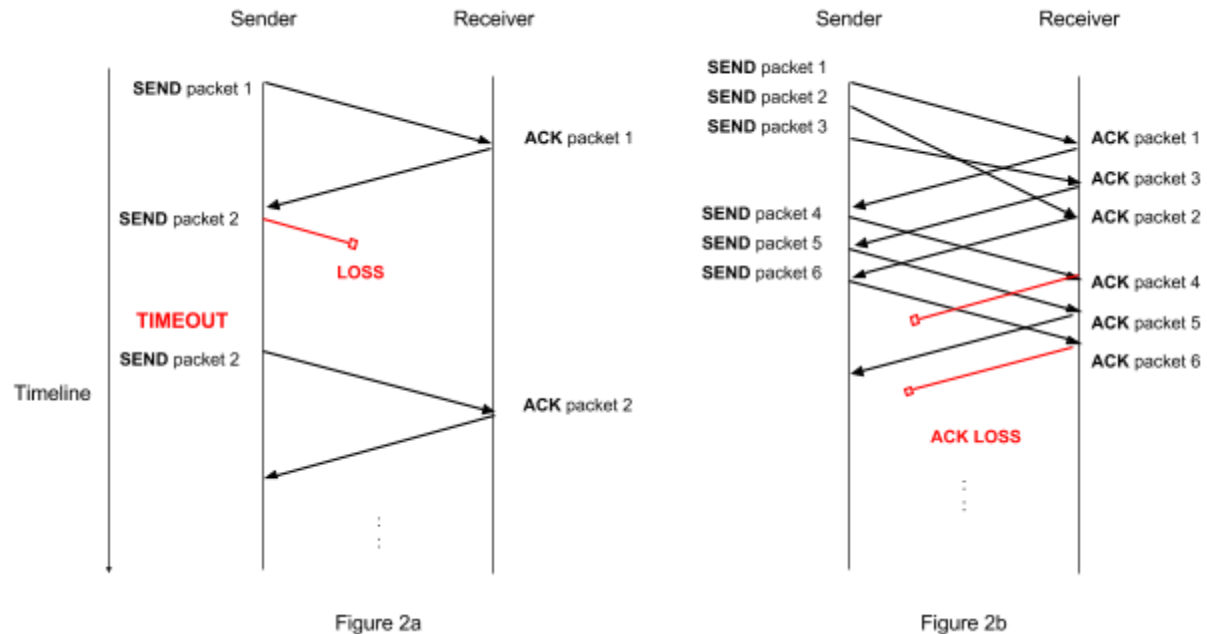 Sender
Receiver
SEND packet 1
ACK packet 1
SEND packet 2
LOSS
TIMEOUT
SEND packet 2
Timeline
ACK packet 2
Figure 2a
Sender
Receiver
SEND packet 1
SEND packet 2
SEND packet 3
ACK packet 1
ACK packet 3
SEND packet 4
ACK packet 2
SEND packet 5
SEND packet 6
ACK packet 4
ACK packet 5
ACK packet 6
ACK LOSS
Figure 2b